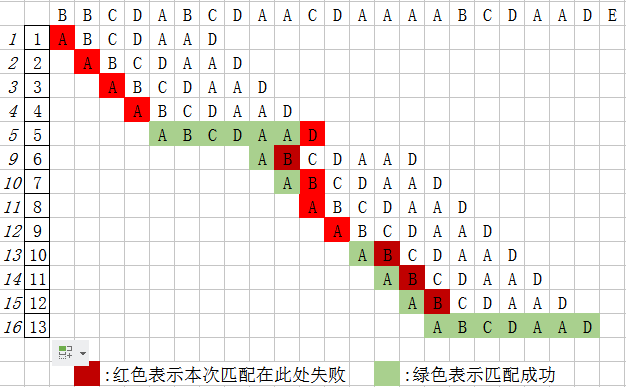 B B C D A B C D A A C D A A A A B C D A A D E
1 1 A B C D A A D
2 2 A B C D A A D
3 3 A B C D A A D
4 4 A B C D A A D
5 5 A B C D A A D
9 6 A B C D A A D
10 7 A B C D A A D
11 8 A B C D A A D
12 9 A B C D A A D
13 10 A B C D A A D
14 11 A B C D A A D
15 12 A B C D A A D
16 13 A B C D A A D
:红色表示本次匹配在此处失败 :绿色表示匹配成功